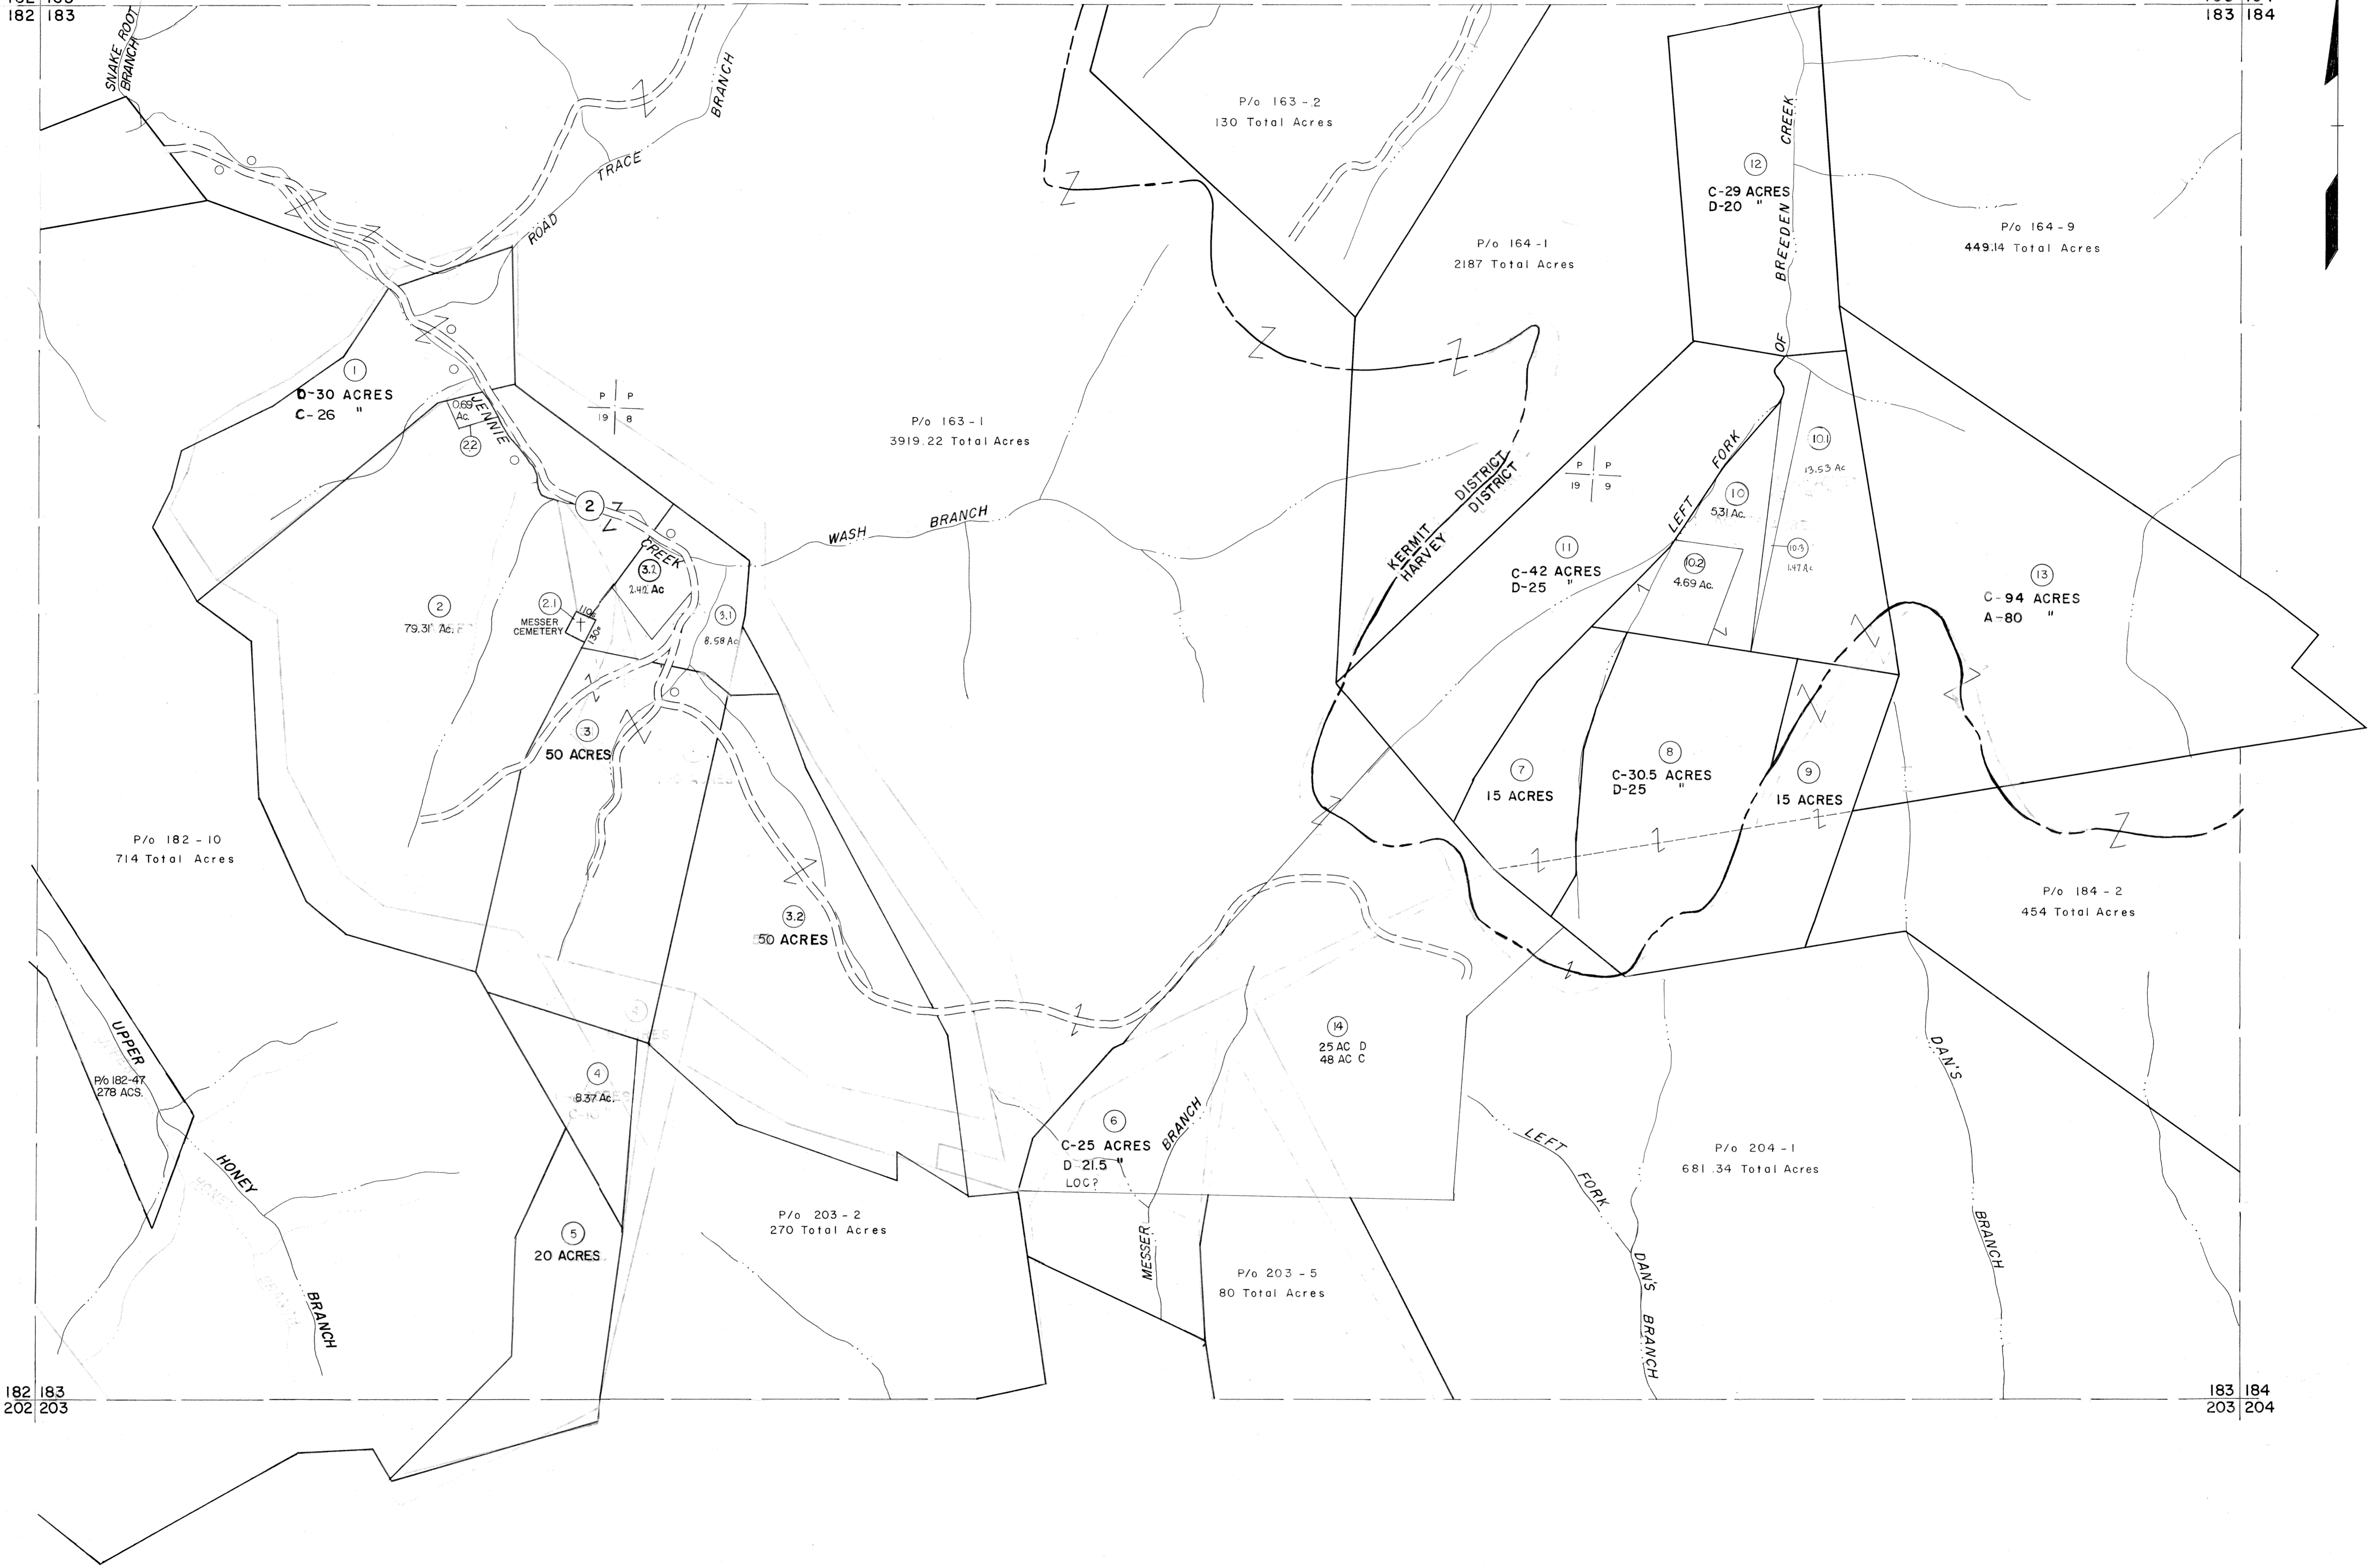 182 183
183 184
SNAKE ROOT
BRANCH
BRANCH
TRACE
ROAD
P/o 163-2
130 Total Acres
12
C-29 ACRES
D-20 "
CREEK
BREEDEN
OF
P/o 164-1
2187 Total Acres
P/o 164-9
449.14 Total Acres
1
D-30 ACRES
C-26 "
0.69
Ac.
2.2
JENNIE
P P
19 8
P/o 163-1
3919.22 Total Acres
KERMIT DISTRICT
HARVEY DISTRICT
P P
19 9
FORK
LEFT
10.1
13.53 Ac
10
5.31 Ac.
10.3
1.47 Ac
10.2
4.69 Ac.
11
C-42 ACRES
D-25 "
13
C-94 ACRES
A-80 "
2
CREEK
WASH BRANCH
3.2
2.42 Ac
2
79.31 Ac.
2.1
MESSER
CEMETERY
110±
130±
3.1
8.58 Ac
3
50 ACRES
7
15 ACRES
8
C-30.5 ACRES
D-25 "
9
15 ACRES
P/o 182-10
714 Total Acres
3.2
50 ACRES
P/o 184-2
454 Total Acres
UPPER
P/o 182-47
278 ACS.
HONEY
BRANCH
4
8.37 Ac.
5
20 ACRES
14
25 AC D
48 AC C
6
C-25 ACRES
D-21.5 "
LOC?
BRANCH
MESSER
P/o 203-2
270 Total Acres
P/o 203-5
80 Total Acres
LEFT
FORK
DAN'S
BRANCH
P/o 204-1
681.34 Total Acres
DAN'S
BRANCH
182 183
202 203
183 184
203 204